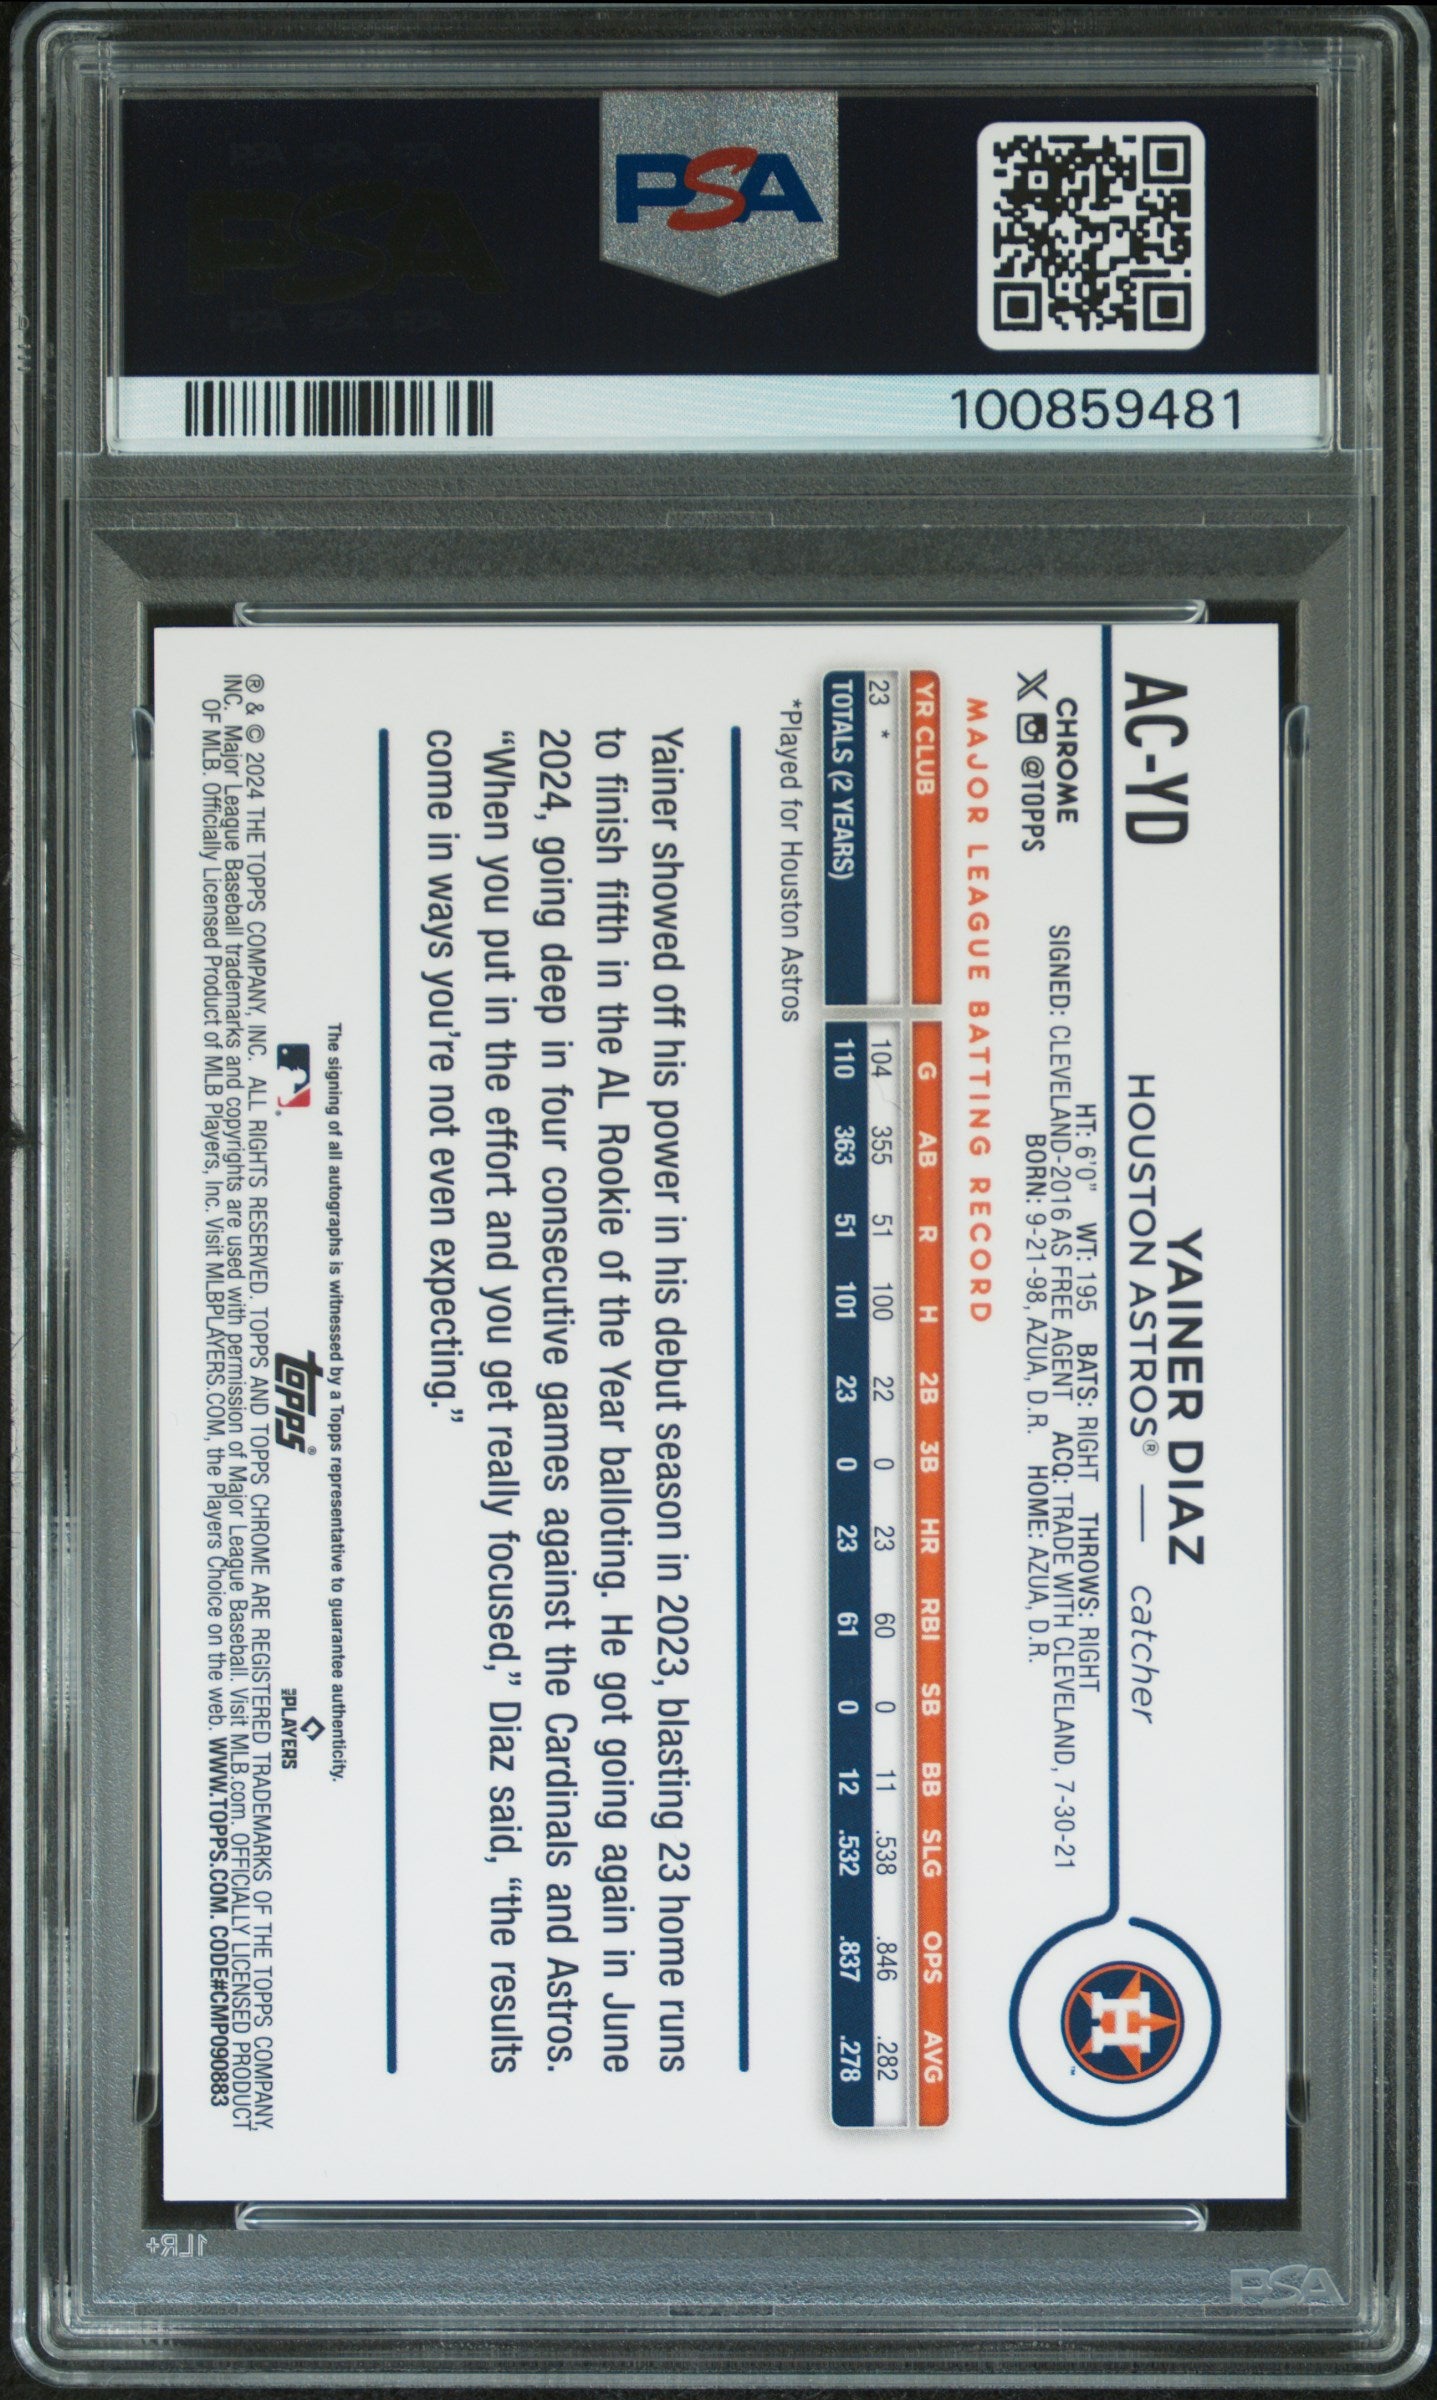 PSA
100859481
AC-YD
YAINER DIAZ
HOUSTON ASTROS® — catcher
CHROME
X @TOPPS
HT: 6'0" WT: 195 BATS: RIGHT THROWS: RIGHT
SIGNED: CLEVELAND-2016 AS FREE AGENT ACQ: TRADE WITH CLEVELAND, 7-30-21
BORN: 9-21-98, AZUA, D.R. HOME: AZUA, D.R.
MAJOR LEAGUE BATTING RECORD
YR CLUB G AB R H 2B 3B HR RBI SB BB SLG OPS AVG
23 * 104 355 51 100 22 0 23 60 0 11 .538 .846 .282
TOTALS (2 YEARS) 110 363 51 101 23 0 23 61 0 12 .532 .837 .278
*Played for Houston Astros
Yainer showed off his power in his debut season in 2023, blasting 23 home runs
to finish fifth in the AL Rookie of the Year balloting. He got going again in June
2024, going deep in four consecutive games against the Cardinals and Astros.
“When you put in the effort and you get really focused,” Diaz said, “the results
come in ways you’re not even expecting.”
The signing of all autographs is witnessed by a Topps representative to guarantee authenticity.
topps®
MLB PLAYERS
® & © 2024 THE TOPPS COMPANY, INC. ALL RIGHTS RESERVED. TOPPS AND TOPPS CHROME ARE REGISTERED TRADEMARKS OF THE TOPPS COMPANY,
INC. Major League Baseball trademarks and copyrights are used with permission of Major League Baseball. Visit MLB.com. OFFICIALLY LICENSED PRODUCT
OF MLB. Officially Licensed Product of MLB Players, Inc. Visit MLBPLAYERS.COM, the Players Choice on the web. WWW.TOPPS.COM. CODE#CMP090883
1LR+
PSA